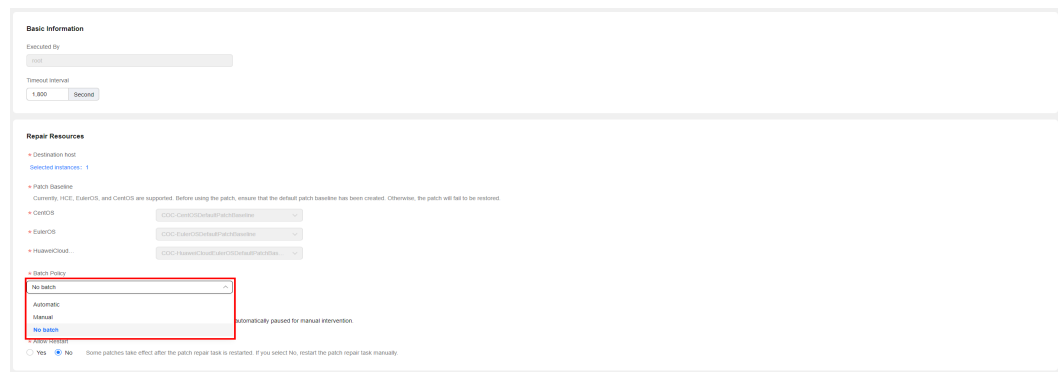 Basic Information
Executed By
root
Timeout Interval
1,800 Second
Repair Resources
* Destination host
Selected instances: 1
* Patch Baseline
Currently, HCE, EulerOS, and CentOS are supported. Before using the patch, ensure that the default patch baseline has been created. Otherwise, the patch will fail to be restored.
* CentOS COC-CentOSDefaultPatchBaseline
* EulerOS COC-EulerOSDefaultPatchBaseline
* HuaweiCloud... COC-HuaweiCloudEulerOSDefaultPatchBas...
* Batch Policy
No batch
Automatic
Manual
automatically paused for manual intervention.
No batch
* Allow Restart
Yes No Some patches take effect after the patch repair task is restarted. If you select No, restart the patch repair task manually.